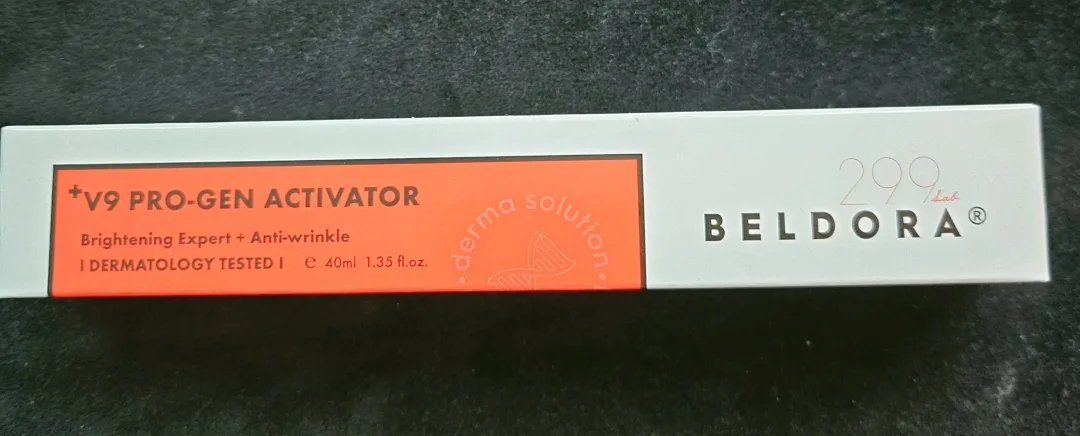 +V9 PRO-GEN ACTIVATOR
Brightening Expert + Anti-wrinkle
I DERMATOLOGY TESTED I ℮ 40ml 1.35 fl.oz.
• derma solution •
299 Lab
BELDORA®